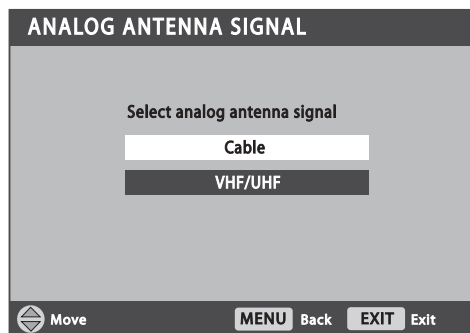 ANALOG ANTENNA SIGNAL
Select analog antenna signal
Cable
VHF/UHF
Move MENU Back EXIT Exit